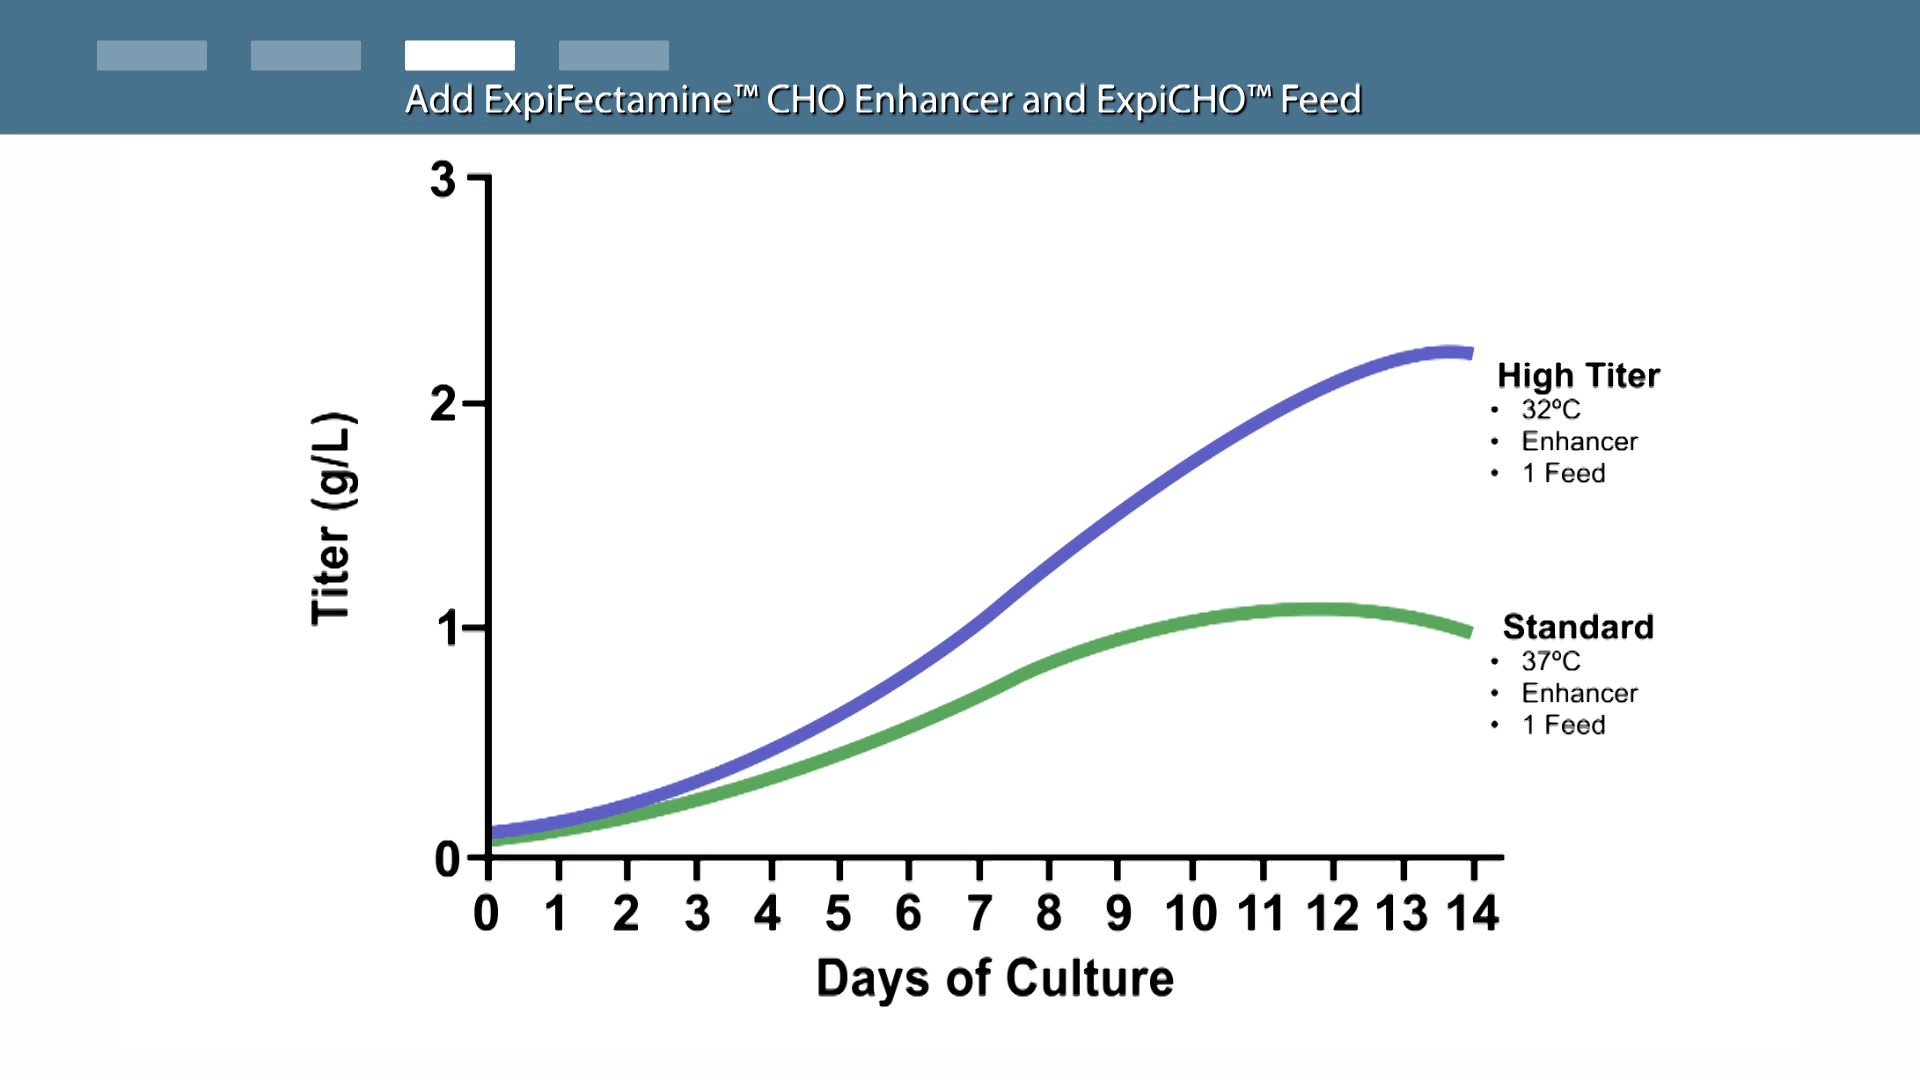 Add ExpiFectamine™ CHO Enhancer and ExpiCHO™ Feed
3
2
1
0
Titer (g/L)
0 1 2 3 4 5 6 7 8 9 10 11 12 13 14
Days of Culture
High Titer
• 32ºC
• Enhancer
• 1 Feed
Standard
• 37ºC
• Enhancer
• 1 Feed